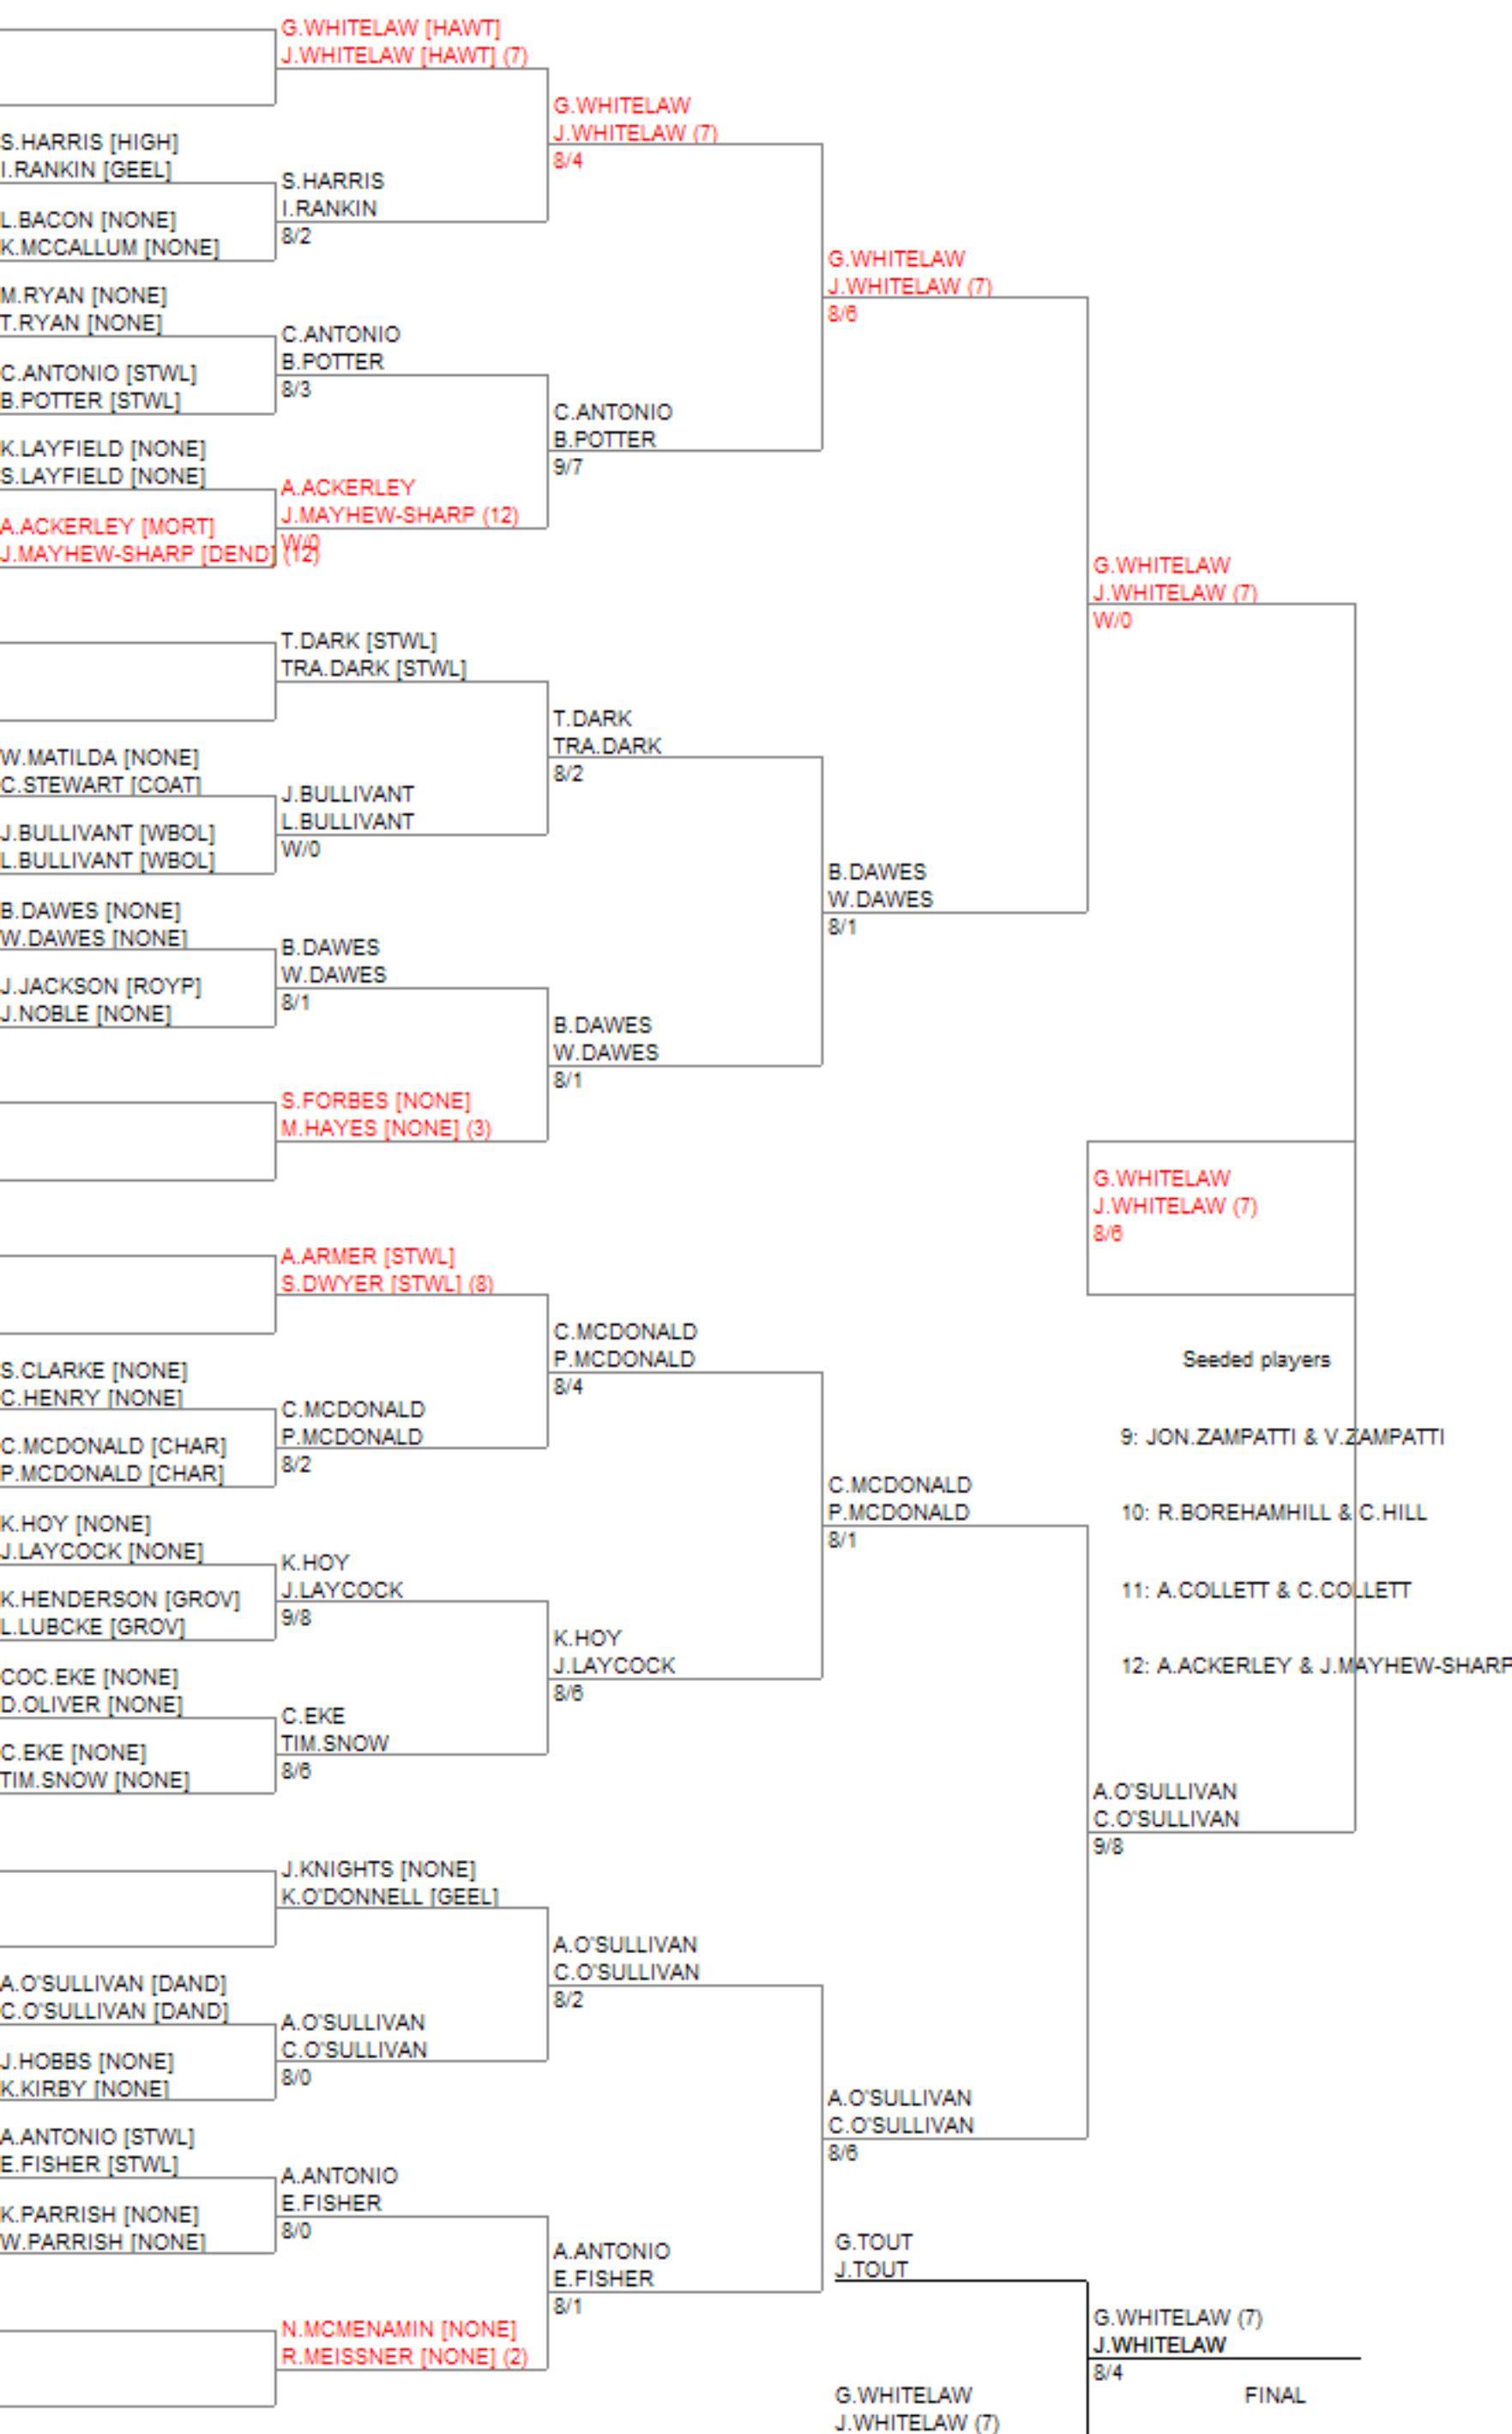 G.WHITELAW [HAWT]
J.WHITELAW [HAWT] (7)
G.WHITELAW
J.WHITELAW (7)
8/4
S.HARRIS [HIGH]
I.RANKIN [GEEL]
S.HARRIS
I.RANKIN
8/2
L.BACON [NONE]
K.MCCALLUM [NONE]
G.WHITELAW
J.WHITELAW (7)
8/6
M.RYAN [NONE]
T.RYAN [NONE]
C.ANTONIO
B.POTTER
8/3
C.ANTONIO [STWL]
B.POTTER [STWL]
C.ANTONIO
B.POTTER
9/7
K.LAYFIELD [NONE]
S.LAYFIELD [NONE]
A.ACKERLEY
J.MAYHEW-SHARP (12)
W/0
A.ACKERLEY [MORT]
J.MAYHEW-SHARP [DEND] (12)
G.WHITELAW
J.WHITELAW (7)
W/0
T.DARK [STWL]
TRA.DARK [STWL]
T.DARK
TRA.DARK
8/2
W.MATILDA [NONE]
C.STEWART [COAT]
J.BULLIVANT
L.BULLIVANT
W/0
J.BULLIVANT [WBOL]
L.BULLIVANT [WBOL]
B.DAWES
W.DAWES
8/1
B.DAWES [NONE]
W.DAWES [NONE]
B.DAWES
W.DAWES
8/1
J.JACKSON [ROYP]
J.NOBLE [NONE]
B.DAWES
W.DAWES
8/1
S.FORBES [NONE]
M.HAYES [NONE] (3)
G.WHITELAW
J.WHITELAW (7)
8/6
A.ARMER [STWL]
S.DWYER [STWL] (8)
C.MCDONALD
P.MCDONALD
8/4
Seeded players
S.CLARKE [NONE]
C.HENRY [NONE]
C.MCDONALD
P.MCDONALD
8/2
9: JON.ZAMPATTI & V.ZAMPATTI
C.MCDONALD [CHAR]
P.MCDONALD [CHAR]
C.MCDONALD
P.MCDONALD
8/1
10: R.BOREHAMHILL & C.HILL
K.HOY [NONE]
J.LAYCOCK [NONE]
K.HOY
J.LAYCOCK
9/8
11: A.COLLETT & C.COLLETT
K.HENDERSON [GROV]
L.LUBCKE [GROV]
K.HOY
J.LAYCOCK
8/6
12: A.ACKERLEY & J.MAYHEW-SHARP
COC.EKE [NONE]
D.OLIVER [NONE]
C.EKE
TIM.SNOW
8/6
C.EKE [NONE]
TIM.SNOW [NONE]
A.O'SULLIVAN
C.O'SULLIVAN
9/8
J.KNIGHTS [NONE]
K.O'DONNELL [GEEL]
A.O'SULLIVAN
C.O'SULLIVAN
8/2
A.O'SULLIVAN [DAND]
C.O'SULLIVAN [DAND]
A.O'SULLIVAN
C.O'SULLIVAN
8/0
J.HOBBS [NONE]
K.KIRBY [NONE]
A.O'SULLIVAN
C.O'SULLIVAN
8/6
A.ANTONIO [STWL]
E.FISHER [STWL]
A.ANTONIO
E.FISHER
8/0
K.PARRISH [NONE]
W.PARRISH [NONE]
A.ANTONIO
E.FISHER
8/1
G.TOUT
J.TOUT
N.MCMENAMIN [NONE]
R.MEISSNER [NONE] (2)
G.WHITELAW (7)
J.WHITELAW
8/4
FINAL
G.WHITELAW
J.WHITELAW (7)